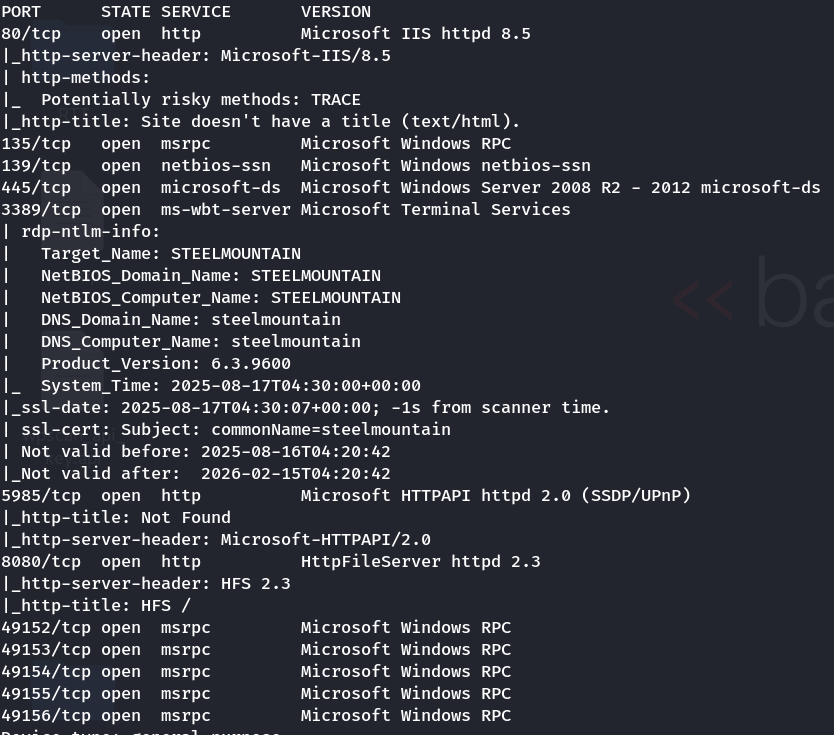 PORT      STATE SERVICE       VERSION
80/tcp    open  http          Microsoft IIS httpd 8.5
|_http-server-header: Microsoft-IIS/8.5
| http-methods:
|_  Potentially risky methods: TRACE
|_http-title: Site doesn't have a title (text/html).
135/tcp   open  msrpc         Microsoft Windows RPC
139/tcp   open  netbios-ssn   Microsoft Windows netbios-ssn
445/tcp   open  microsoft-ds  Microsoft Windows Server 2008 R2 - 2012 microsoft-ds
3389/tcp  open  ms-wbt-server Microsoft Terminal Services
| rdp-ntlm-info:
|   Target_Name: STEELMOUNTAIN
|   NetBIOS_Domain_Name: STEELMOUNTAIN
|   NetBIOS_Computer_Name: STEELMOUNTAIN
|   DNS_Domain_Name: steelmountain
|   DNS_Computer_Name: steelmountain
|   Product_Version: 6.3.9600
|_  System_Time: 2025-08-17T04:30:00+00:00
|_ssl-date: 2025-08-17T04:30:07+00:00; -1s from scanner time.
| ssl-cert: Subject: commonName=steelmountain
| Not valid before: 2025-08-16T04:20:42
|_Not valid after:  2026-02-15T04:20:42
5985/tcp  open  http          Microsoft HTTPAPI httpd 2.0 (SSDP/UPnP)
|_http-title: Not Found
|_http-server-header: Microsoft-HTTPAPI/2.0
8080/tcp  open  http          HttpFileServer httpd 2.3
|_http-server-header: HFS 2.3
|_http-title: HFS /
49152/tcp open  msrpc         Microsoft Windows RPC
49153/tcp open  msrpc         Microsoft Windows RPC
49154/tcp open  msrpc         Microsoft Windows RPC
49155/tcp open  msrpc         Microsoft Windows RPC
49156/tcp open  msrpc         Microsoft Windows RPC
Device type: general purpose
<< ba